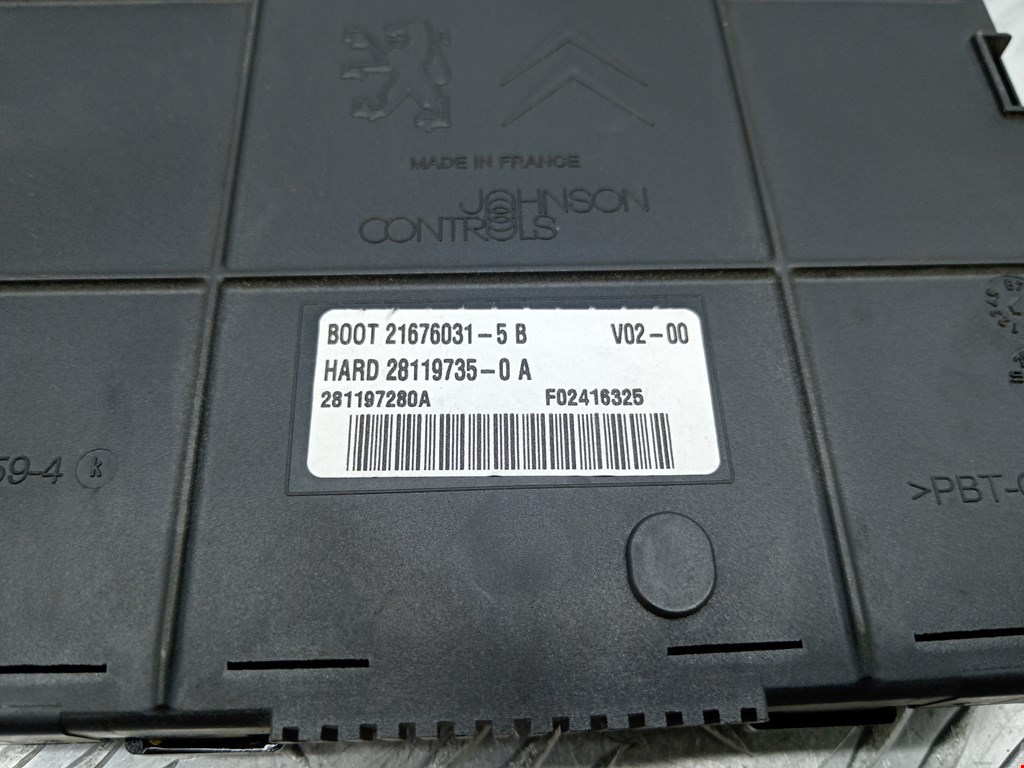 MADE IN FRANCE
JOHNSON
CONTROLS
BOOT 21676031-5 B V02-00
HARD 28119735-0 A
281197280A F02416325
59-4 k
>PBT-